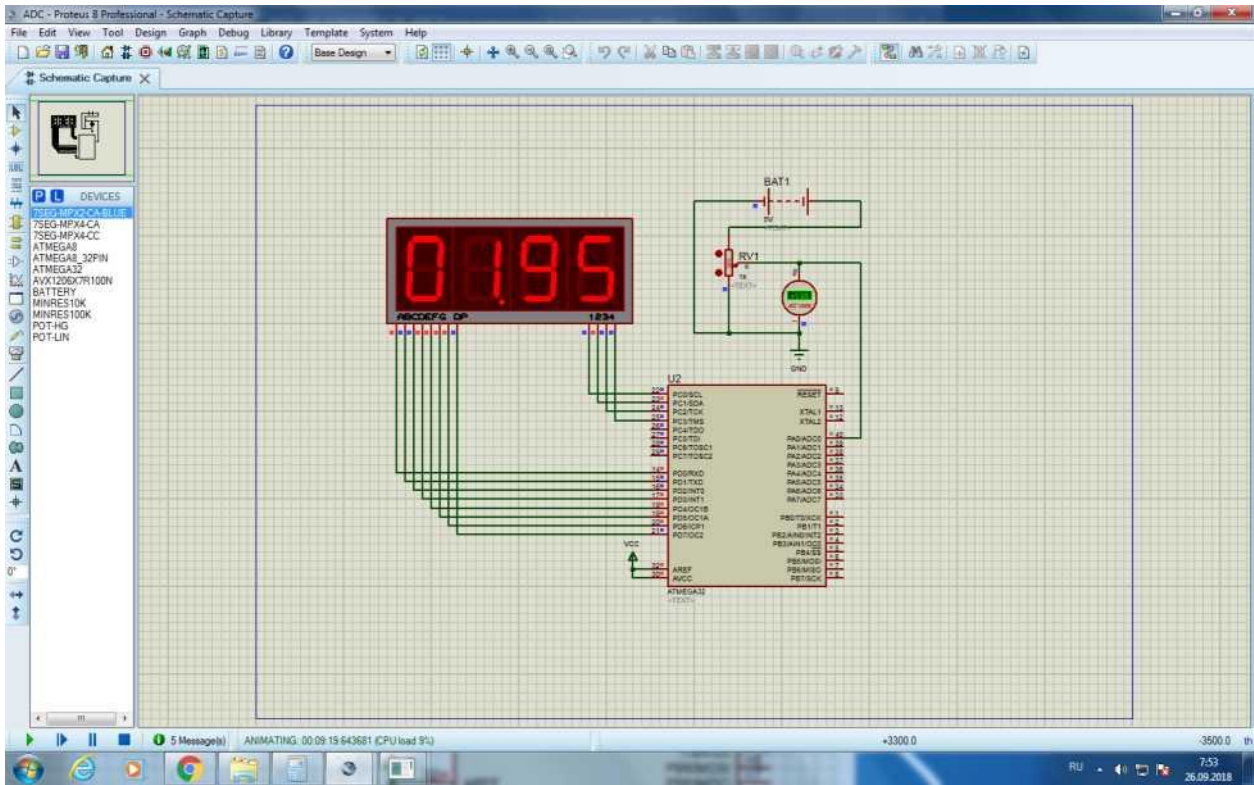 ADC - Proteus 8 Professional - Schematic Capture
File Edit View Tool Design Graph Debug Library Template System Help
Base Design
Schematic Capture
P L DEVICES
7SEG-MPX2-CA-BLUE
7SEG-MPX4-CA
7SEG-MPX4-CC
ATMEGA8
ATMEGA8_32PIN
ATMEGA32
AVX1206X7R100N
BATTERY
MINRES10K
MINRES100K
POT-HG
POT-LIN
0°
BAT1
5V
RV1
1k
<TEXT>
GND
01.95
ABCDEFG DP
1234
U2
PC0/SCL
PC1/SDA
PC2/TCK
PC3/TMS
PC4/TDO
PC5/TDI
PC6/TOSC1
PC7/TOSC2
PD0/RXD
PD1/TXD
PD2/INT0
PD3/INT1
PD4/OC1B
PD5/OC1A
PD6/ICP1
PD7/OC2
VCC
AREF
AVCC
RESET
XTAL1
XTAL2
PA0/ADC0
PA1/ADC1
PA2/ADC2
PA3/ADC3
PA4/ADC4
PA5/ADC5
PA6/ADC6
PA7/ADC7
PB0/T0/XCK
PB1/T1
PB2/AIN0/INT2
PB3/AIN1/OC0
PB4/SS
PB5/MOSI
PB6/MISO
PB7/SCK
ATMEGA32
<TEXT>
5 Message(s) ANIMATING: 00:09:19.643681 (CPU load 9%) +3300.0 -3500.0 th
RU 7:53
26.09.2018